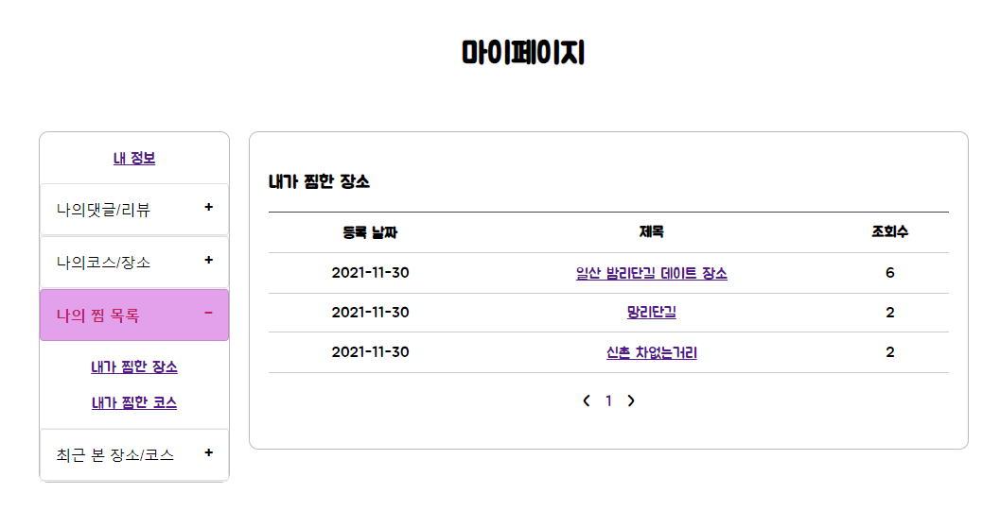 마이페이지
내 정보
나의댓글/리뷰 +
나의코스/장소 +
나의 찜 목록 −
내가 찜한 장소
내가 찜한 코스
최근 본 장소/코스 +
내가 찜한 장소
등록 날짜 제목 조회수
2021-11-30 일산 밤리단길 데이트 장소 6
2021-11-30 망리단길 2
2021-11-30 신촌 차없는거리 2
< 1 >